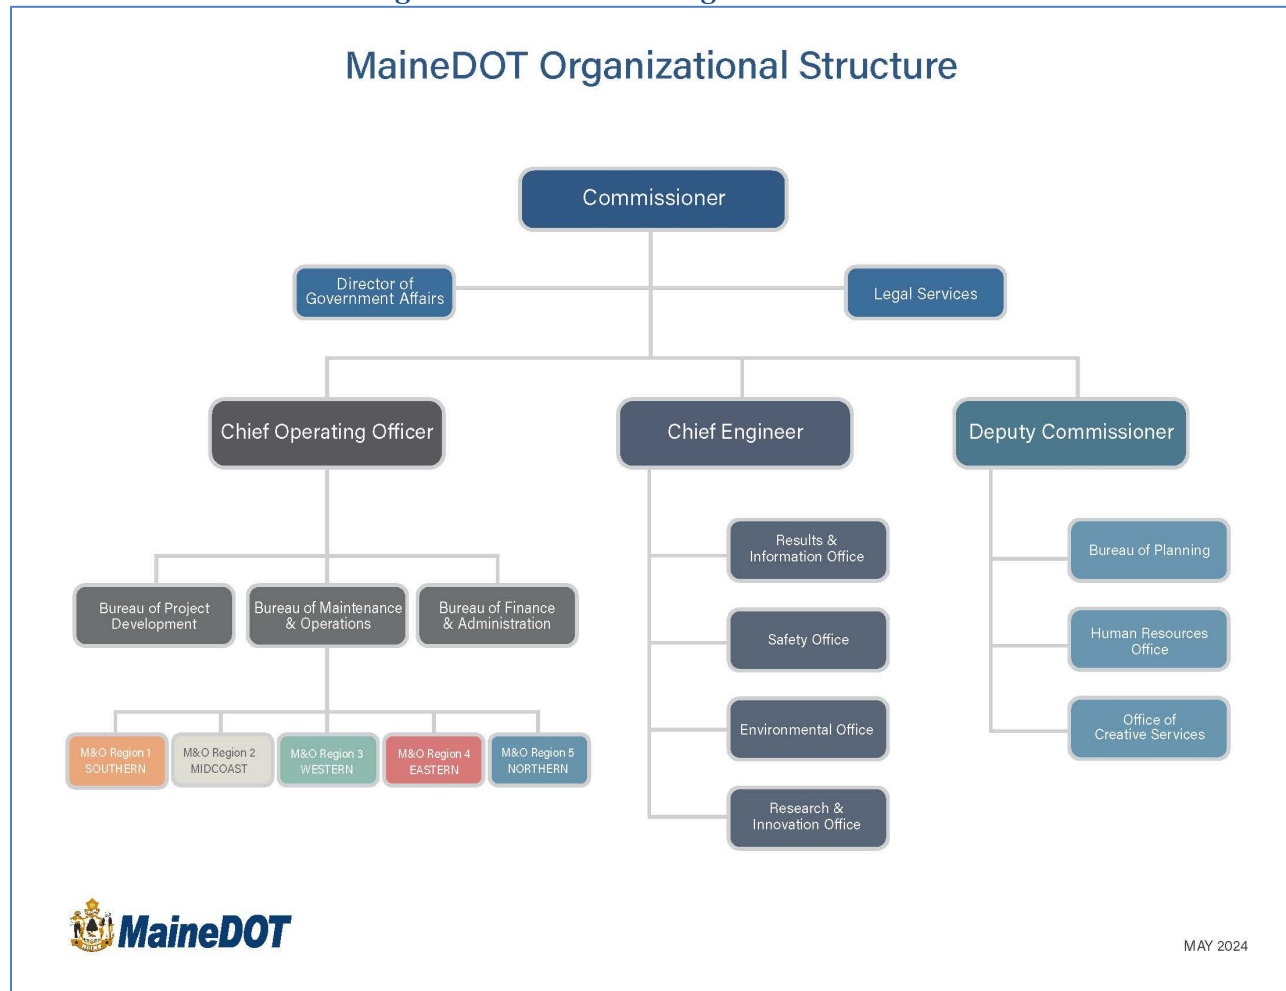 MaineDOT Organizational Structure
Commissioner
Director of
Government Affairs
Legal Services
Chief Operating Officer
Chief Engineer
Deputy Commissioner
Results &
Information Office
Bureau of Planning
Bureau of Project
Development
Bureau of Maintenance
& Operations
Bureau of Finance
& Administration
Safety Office
Human Resources
Office
Environmental Office
Office of
Creative Services
M&O Region 1
SOUTHERN
M&O Region 2
MIDCOAST
M&O Region 3
WESTERN
M&O Region 4
EASTERN
M&O Region 5
NORTHERN
Research &
Innovation Office
MaineDOT
MAY 2024